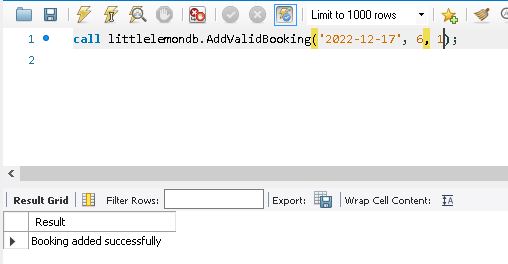 Limit to 1000 rows
1 call littlelemondb.AddValidBooking('2022-12-17', 6, 1);
2
Result Grid Filter Rows: Export: Wrap Cell Content:
Result
Booking added successfully